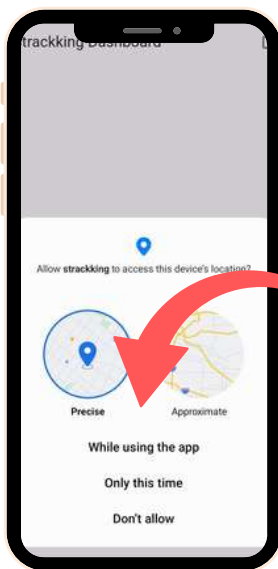 strackking Dashboard
Allow strackking to access this device's location?
Precise Approximate
While using the app
Only this time
Don't allow